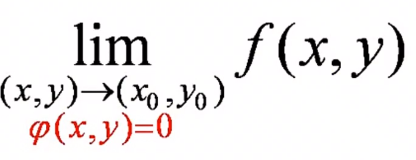 lim f(x,y)
(x,y)→(x₀,y₀)
φ(x,y)=0